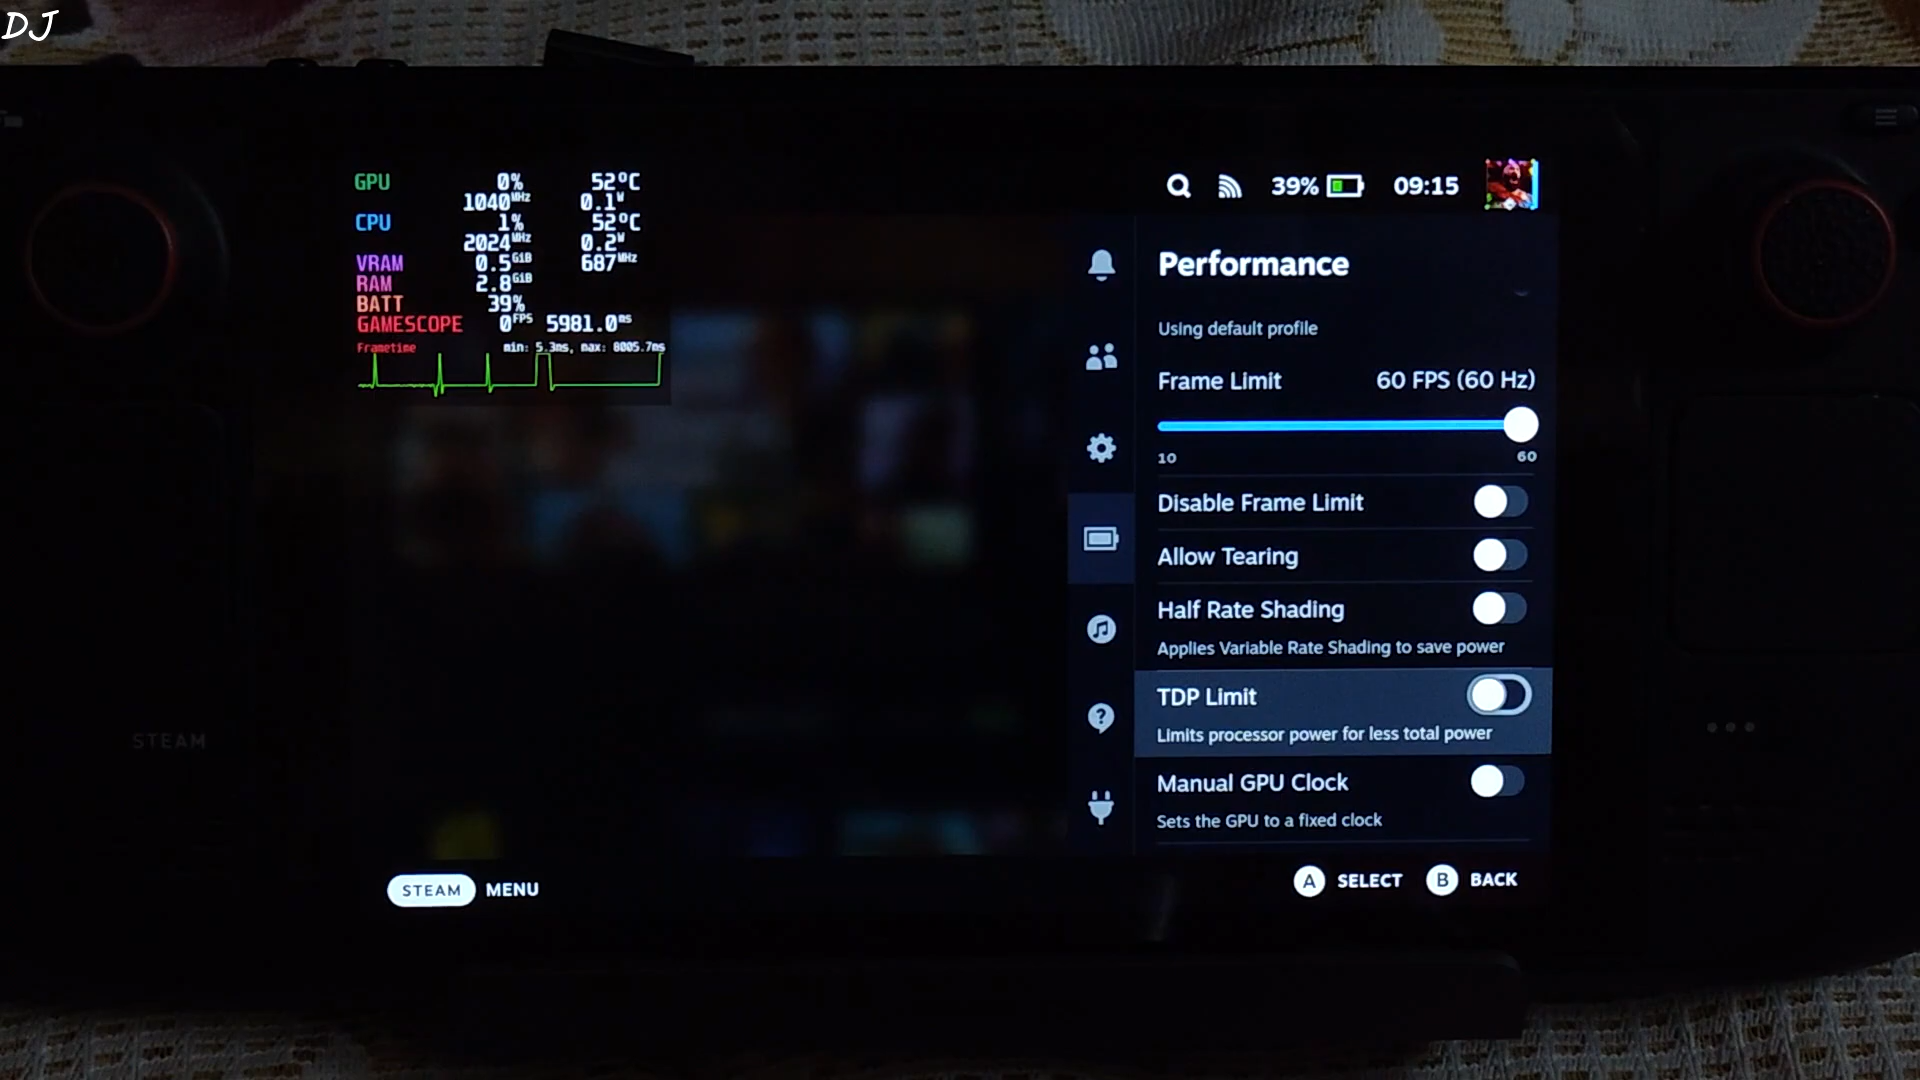 DJ
GPU 0% 52°C
1040MHz 0.1W
CPU 1% 52°C
2024MHz 0.2W
VRAM 0.5GiB 687MHz
RAM 2.8GiB
BATT 39%
GAMESCOPE 0FPS 5981.0ms
Frametime min: 5.3ms, max: 8005.7ms
39% 09:15
Performance
Using default profile
Frame Limit 60 FPS (60 Hz)
10 60
Disable Frame Limit
Allow Tearing
Half Rate Shading
Applies Variable Rate Shading to save power
TDP Limit
Limits processor power for less total power
Manual GPU Clock
Sets the GPU to a fixed clock
STEAM MENU
A SELECT B BACK
STEAM